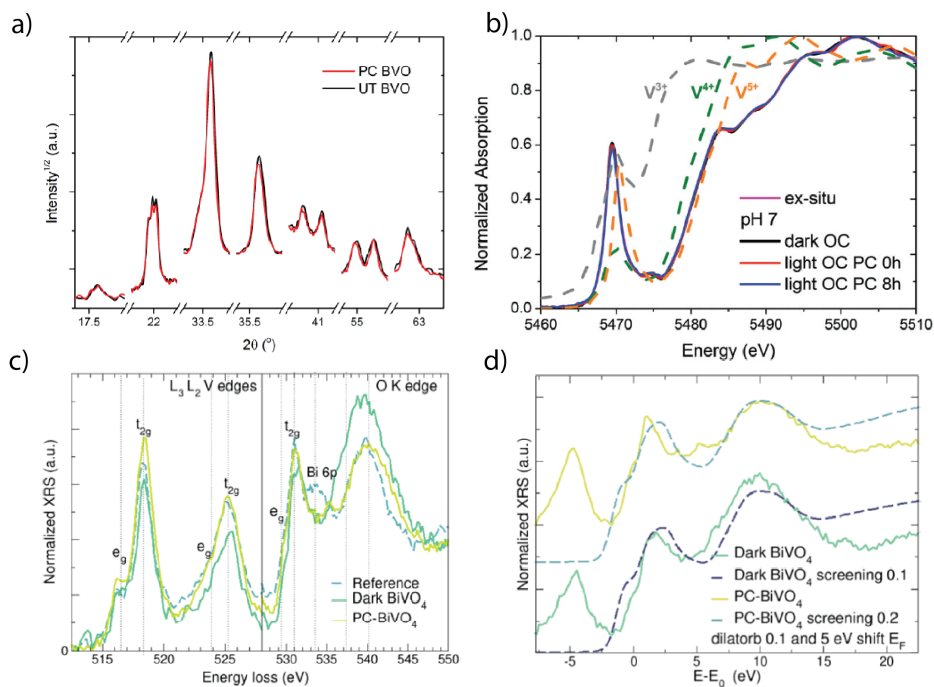 a)
PC BVO
UT BVO
Intensity^1/2 (a.u.)
17.5 22 33.5 35.5 41 55 63
2θ (°)
b)
1.0
0.8
0.6
0.4
0.2
0.0
Normalized Absorption
V3+ V4+ V5+
ex-situ
pH 7
dark OC
light OC PC 0h
light OC PC 8h
5460 5470 5480 5490 5500 5510
Energy (eV)
c)
L3 L2 V edges O K edge
t2g
t2g
t2g
Bi 6p
eg
eg
eg
Reference
Dark BiVO4
PC-BiVO4
Normalized XRS (a.u.)
0
515 520 525 530 535 540 545 550
Energy loss (eV)
d)
Normalized XRS (a.u.)
Dark BiVO4
Dark BiVO4 screening 0.1
PC-BiVO4
PC-BiVO4 screening 0.2
dilatorb 0.1 and 5 eV shift EF
-5 0 5 10 15 20
E-E0 (eV)